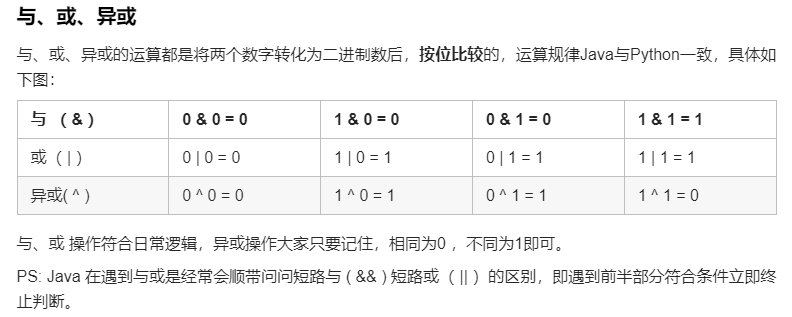 与、或、异或
与、或、异或的运算都是将两个数字转化为二进制数后，按位比较的，运算规律Java与Python一致，具体如
下图：
与 （ & ） 0 & 0 = 0 1 & 0 = 0 0 & 1 = 0 1 & 1 = 1
或（ | ） 0 | 0 = 0 1 | 0 = 1 0 | 1 = 1 1 | 1 = 1
异或( ^ ) 0 ^ 0 = 0 1 ^ 0 = 1 0 ^ 1 = 1 1 ^ 1 = 0
与、或 操作符合日常逻辑，异或操作大家只要记住，相同为0 ，不同为1即可。
PS: Java 在遇到与或是经常会顺带问问短路与 ( && ) 短路或（ || ）的区别，即遇到前半部分符合条件立即终
止判断。